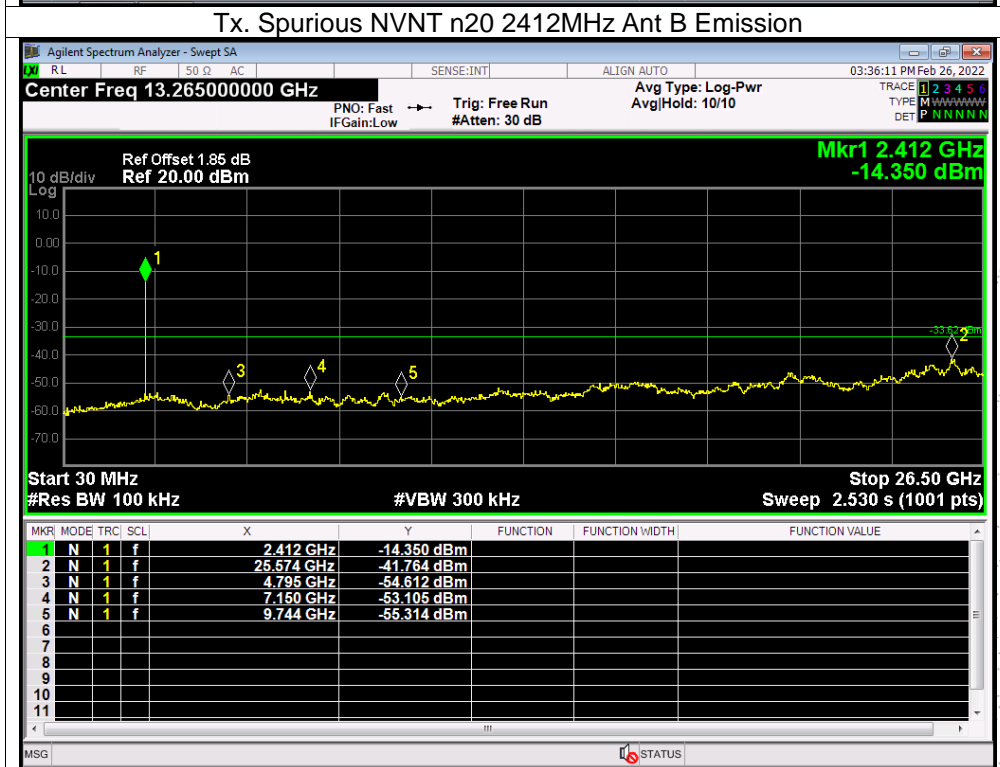 Tx. Spurious NVNT n20 2412MHz Ant B Emission
Agilent Spectrum Analyzer - Swept SA
LXI RL RF 50 Ω AC SENSE:INT ALIGN AUTO 03:36:11 PM Feb 26, 2022
Center Freq 13.265000000 GHz
PNO: Fast
IFGain:Low
Trig: Free Run
#Atten: 30 dB
Avg Type: Log-Pwr
Avg|Hold: 10/10
TRACE 1 2 3 4 5 6
TYPE M WWWWW
DET P N N N N N
Mkr1 2.412 GHz
-14.350 dBm
Ref Offset 1.85 dB
10 dB/div Ref 20.00 dBm
Log
10.0
0.00
-10.0
-20.0
-30.0
-40.0
-50.0
-60.0
-70.0
1
-33.62 dBm
2
3
4
5
Start 30 MHz Stop 26.50 GHz
#Res BW 100 kHz #VBW 300 kHz Sweep 2.530 s (1001 pts)
MKR MODE TRC SCL X Y FUNCTION FUNCTION WIDTH FUNCTION VALUE
1 N 1 f 2.412 GHz -14.350 dBm
2 N 1 f 25.574 GHz -41.764 dBm
3 N 1 f 4.795 GHz -54.612 dBm
4 N 1 f 7.150 GHz -53.105 dBm
5 N 1 f 9.744 GHz -55.314 dBm
6
7
8
9
10
11
MSG STATUS